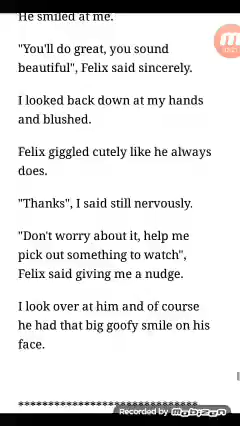 He smiled at me.
"You'll do great, you sound
beautiful", Felix said sincerely.
I looked back down at my hands
and blushed.
Felix giggled cutely like he always
does.
"Thanks", I said still nervously.
"Don't worry about it, help me
pick out something to watch",
Felix said giving me a nudge.
I look over at him and of course
he had that big goofy smile on his
face.
******************************
Recorded by mobizen